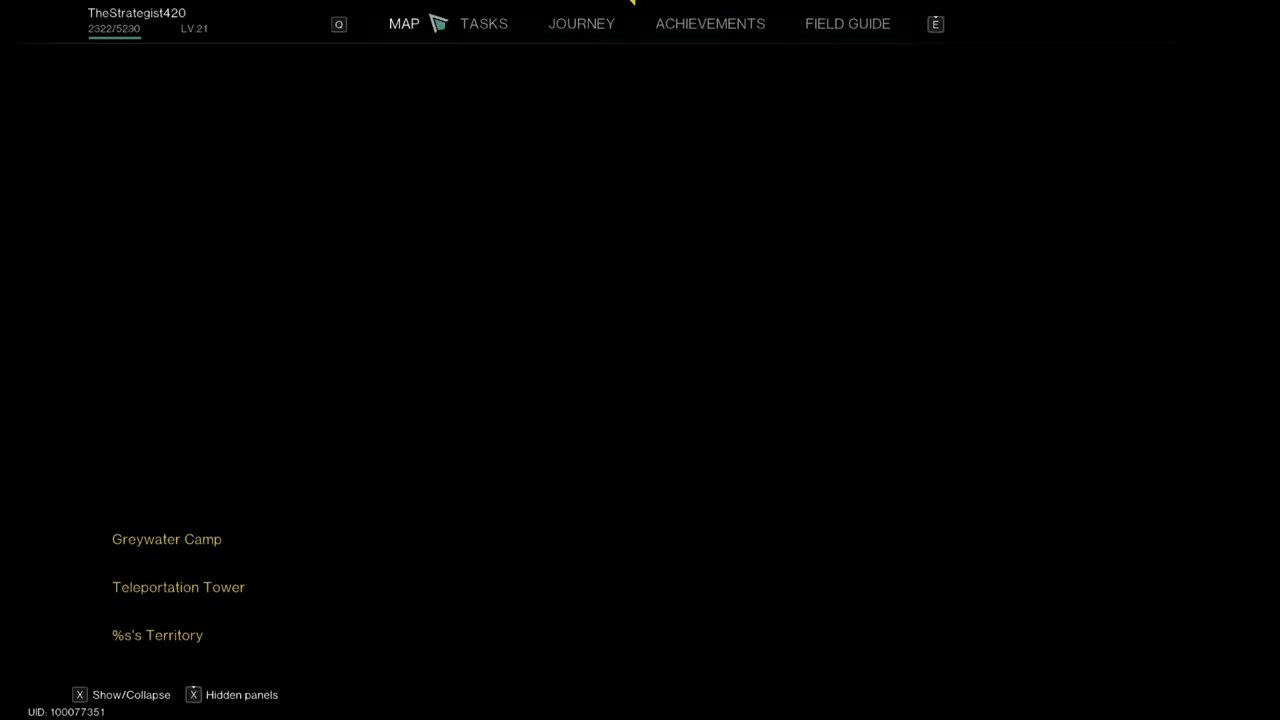 TheStrategist420
2322/5230 LV.21
Q MAP TASKS JOURNEY ACHIEVEMENTS FIELD GUIDE E
Greywater Camp
Teleportation Tower
%s's Territory
X Show/Collapse X Hidden panels
UID: 100077351